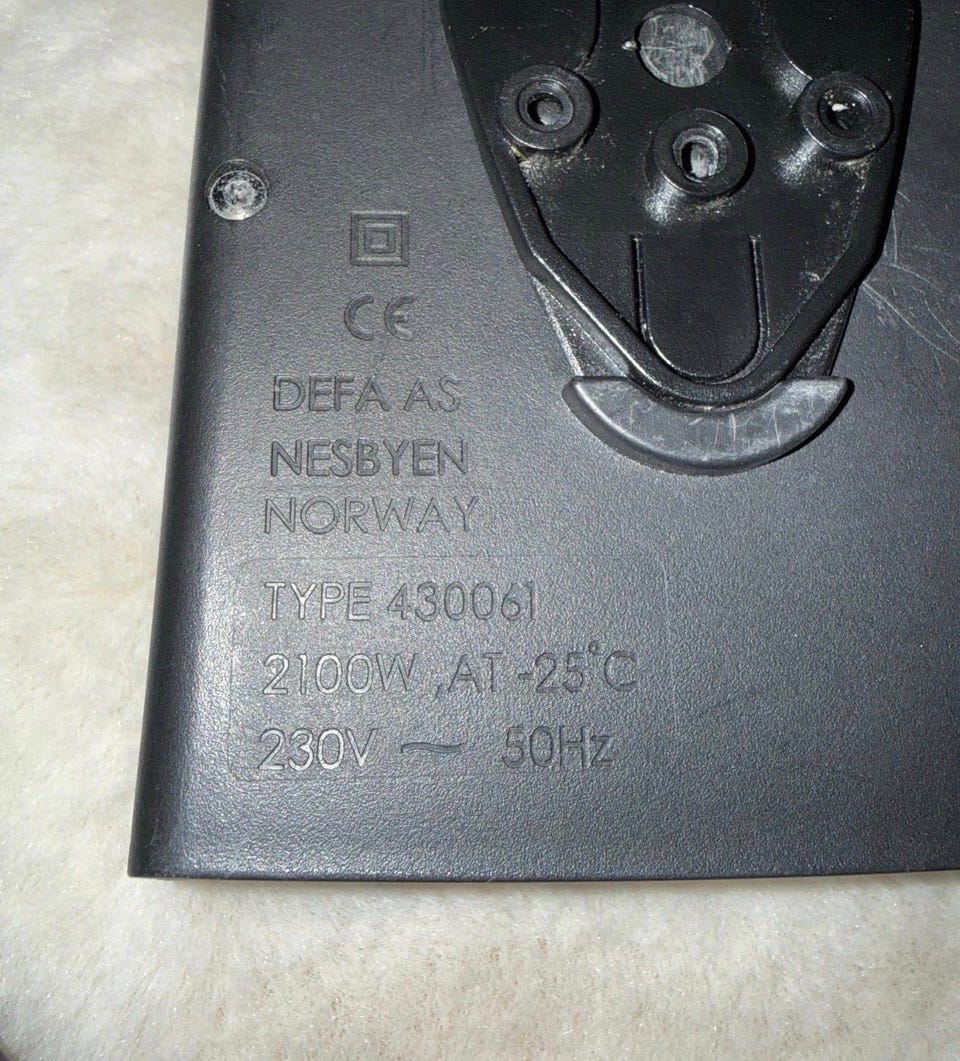 CE
DEFA AS
NESBYEN
NORWAY
TYPE 430061
2100W ,AT -25°C
230V ~ 50Hz